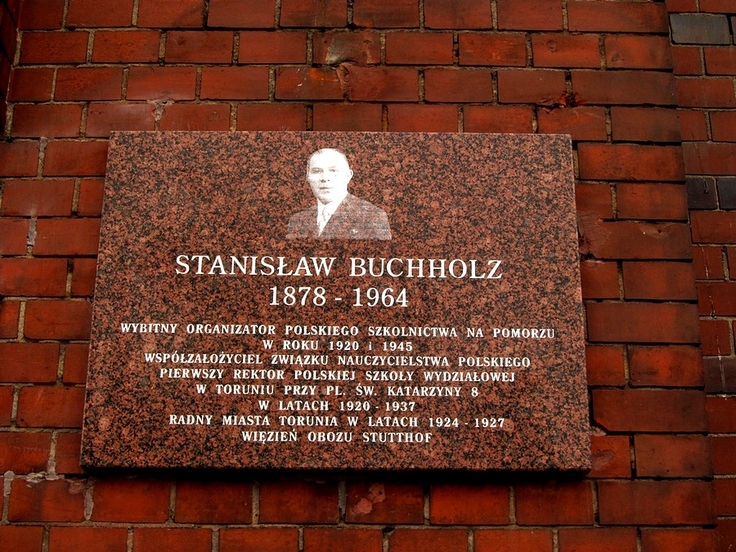 STANISŁAW BUCHHOLZ
1878 - 1964
WYBITNY ORGANIZATOR POLSKIEGO SZKOLNICTWA NA POMORZU
W ROKU 1920 i 1945
WSPÓŁZAŁOŻYCIEL ZWIĄZKU NAUCZYCIELSTWA POLSKIEGO
PIERWSZY REKTOR POLSKIEJ SZKOŁY WYDZIAŁOWEJ
W TORUNIU PRZY PL. ŚW. KATARZYNY 8
W LATACH 1920 - 1937
RADNY MIASTA TORUNIA W LATACH 1924 - 1927
WIĘZIEŃ OBOZU STUTTHOF